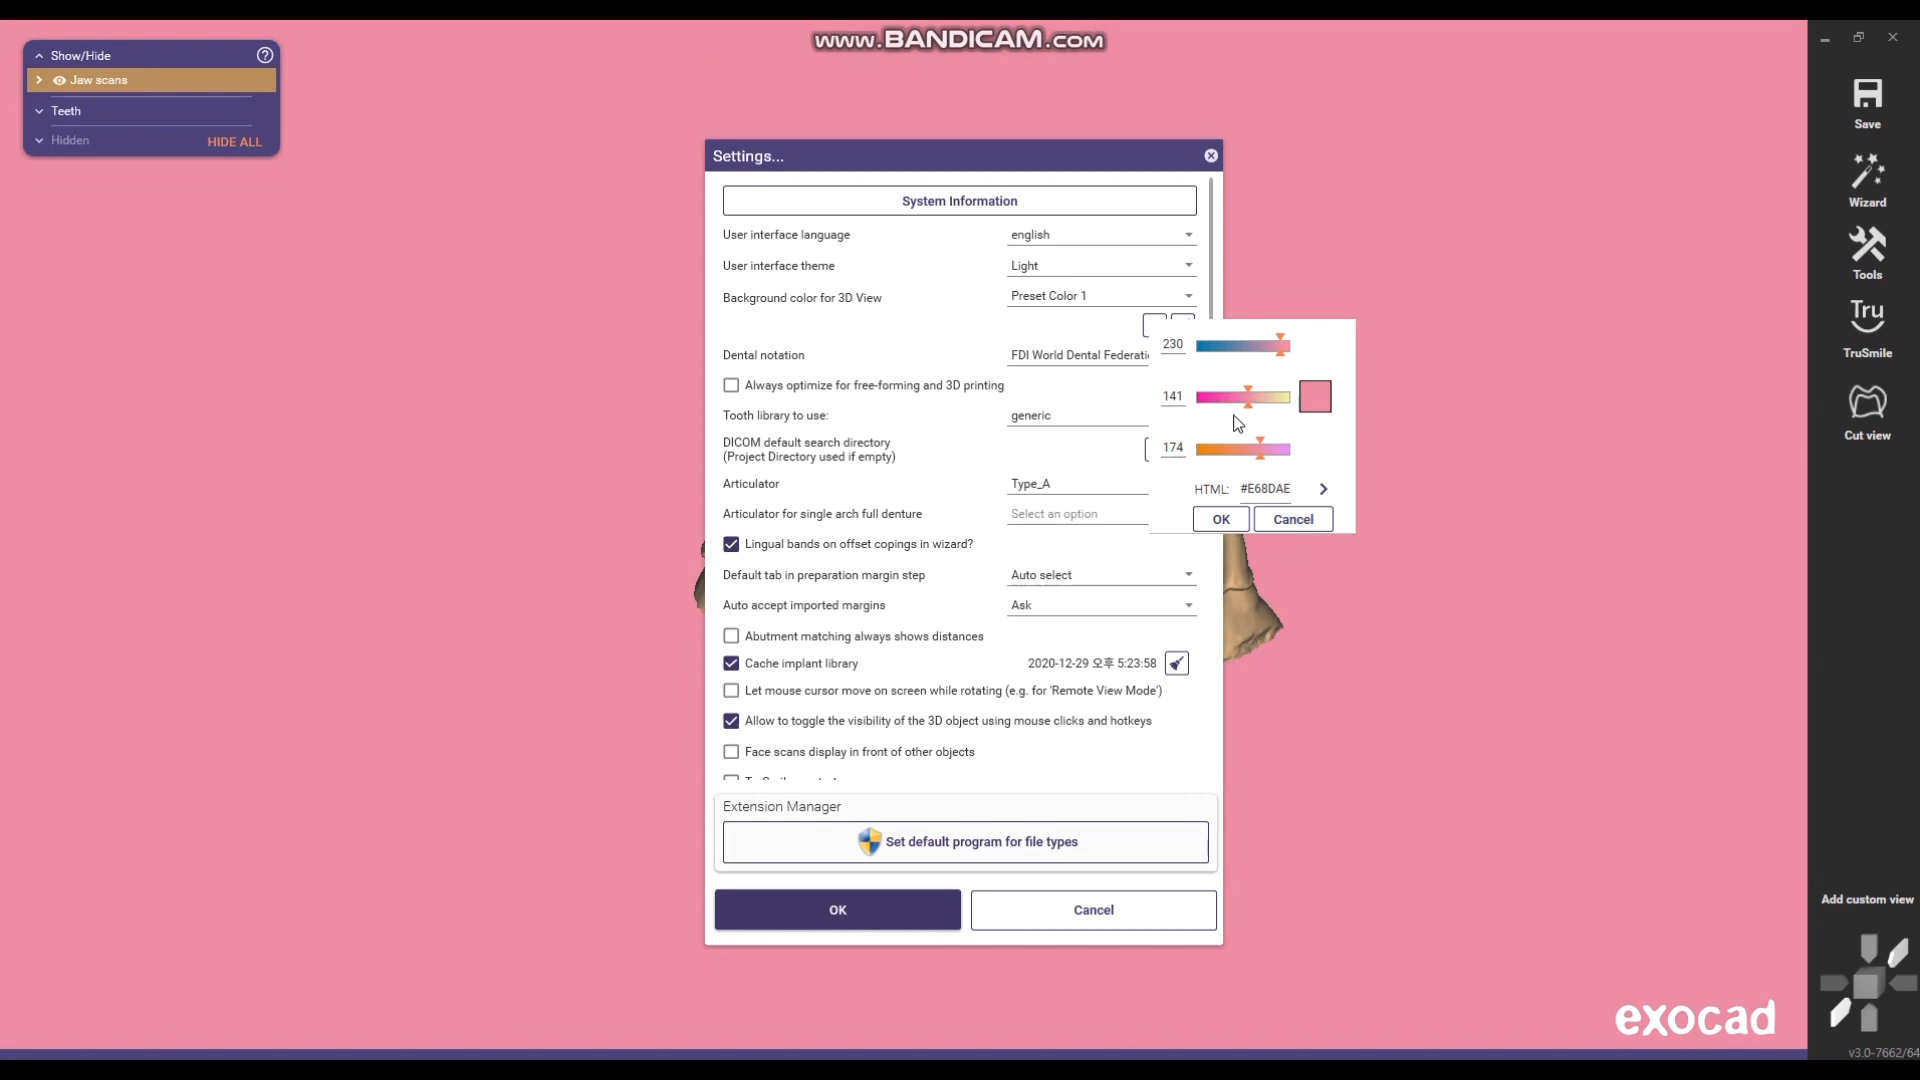 www.BANDICAM.com
Show/Hide
Jaw scans
Teeth
Hidden
HIDE ALL
Settings...
System Information
User interface language
english
User interface theme
Light
Background color for 3D View
Preset Color 1
Dental notation
FDI World Dental Federati
Always optimize for free-forming and 3D printing
Tooth library to use:
generic
DICOM default search directory
(Project Directory used if empty)
Articulator
Type_A
Articulator for single arch full denture
Select an option
Lingual bands on offset copings in wizard?
Default tab in preparation margin step
Auto select
Auto accept imported margins
Ask
Abutment matching always shows distances
Cache implant library
2020-12-29 오후 5:23:58
Let mouse cursor move on screen while rotating (e.g. for 'Remote View Mode')
Allow to toggle the visibility of the 3D object using mouse clicks and hotkeys
Face scans display in front of other objects
Extension Manager
Set default program for file types
OK
Cancel
230
141
174
HTML: #E68DAE
OK
Cancel
Save
Wizard
Tools
Tru
TruSmile
Cut view
Add custom view
exocad
v3.0-7662/64